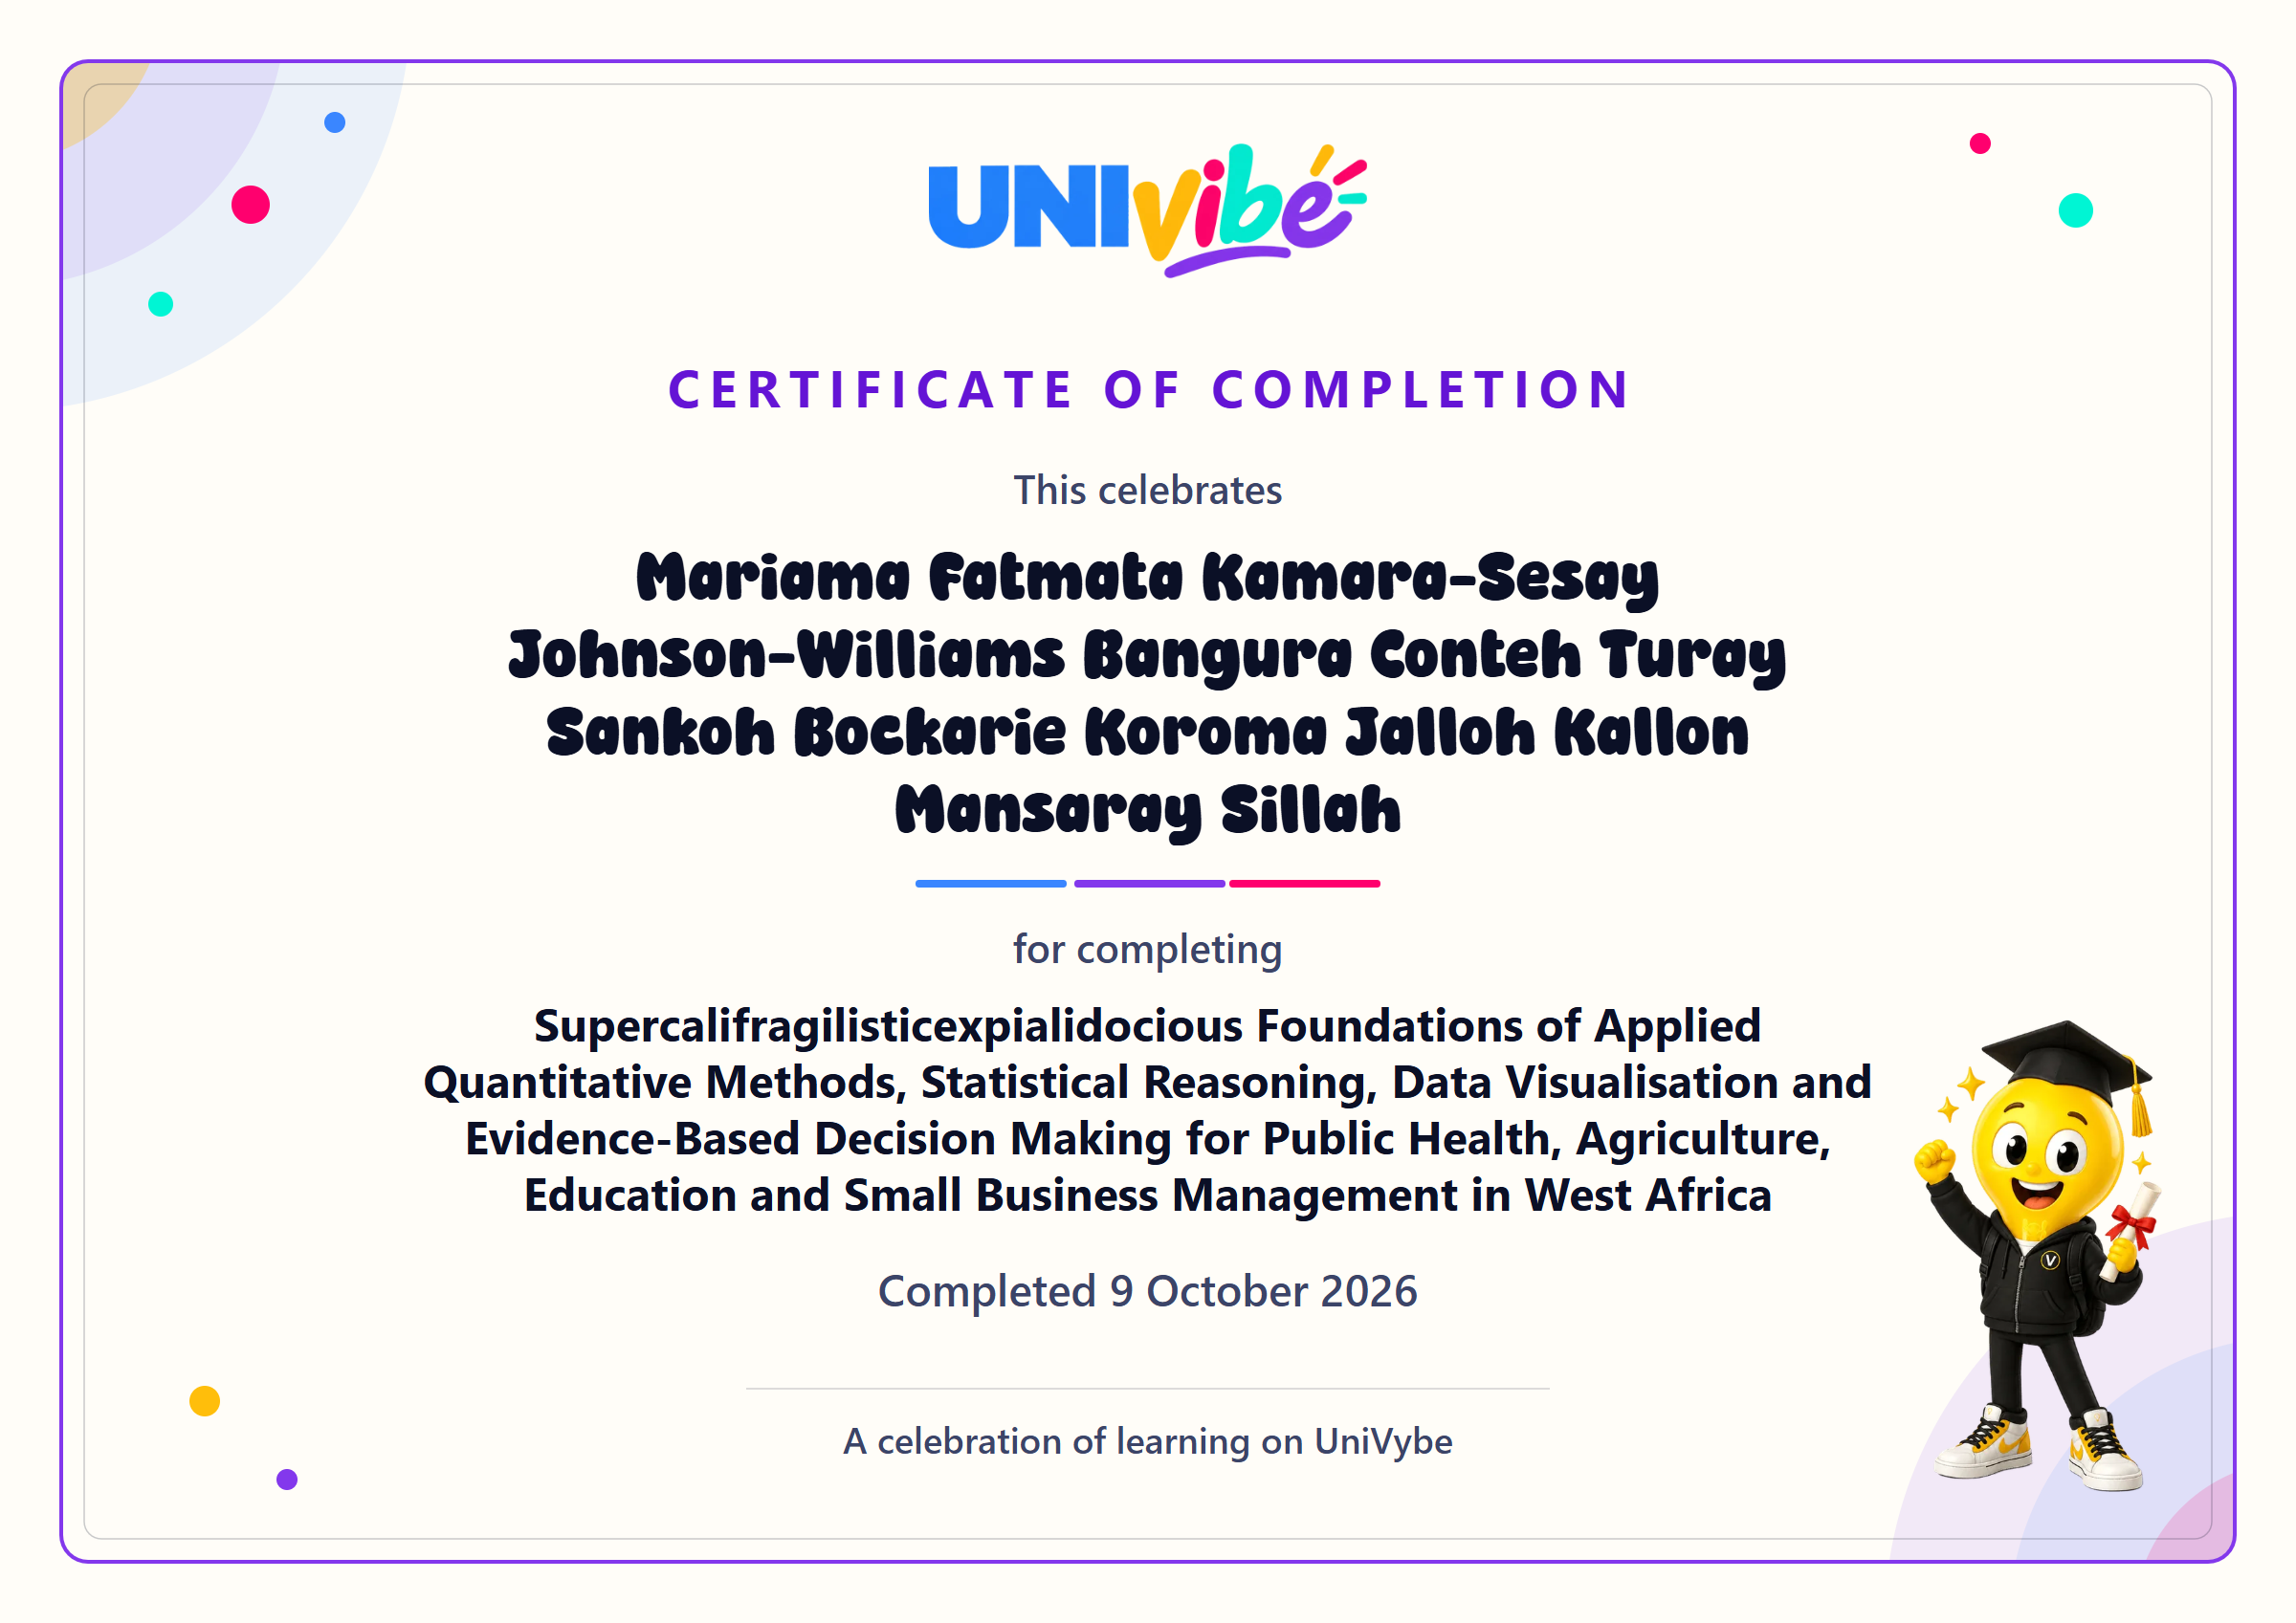 UNIvibe
CERTIFICATE OF COMPLETION
This celebrates
Mariama Fatmata Kamara-Sesay
Johnson-Williams Bangura Conteh Turay
Sankoh Bockarie Koroma Jalloh Kallon
Mansaray Sillah
for completing
Supercalifragilisticexpialidocious Foundations of Applied
Quantitative Methods, Statistical Reasoning, Data Visualisation and
Evidence-Based Decision Making for Public Health, Agriculture,
Education and Small Business Management in West Africa
V
Completed 9 October 2026
A celebration of learning on UniVybe